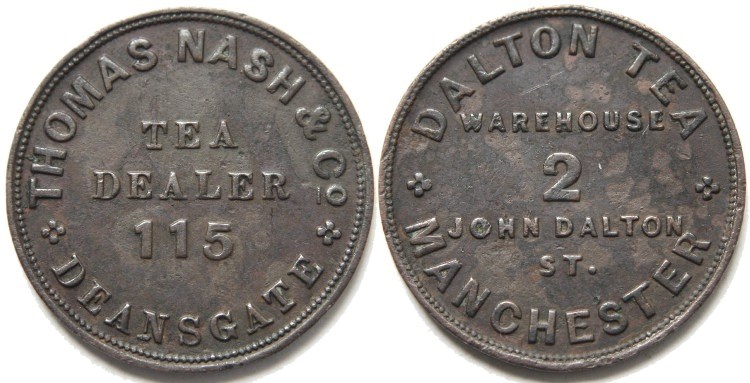 THOMAS NASH & Co
TEA
DEALER
115
DEANSGATE
DALTON TEA
WAREHOUSE
2
JOHN DALTON
ST.
MANCHESTER